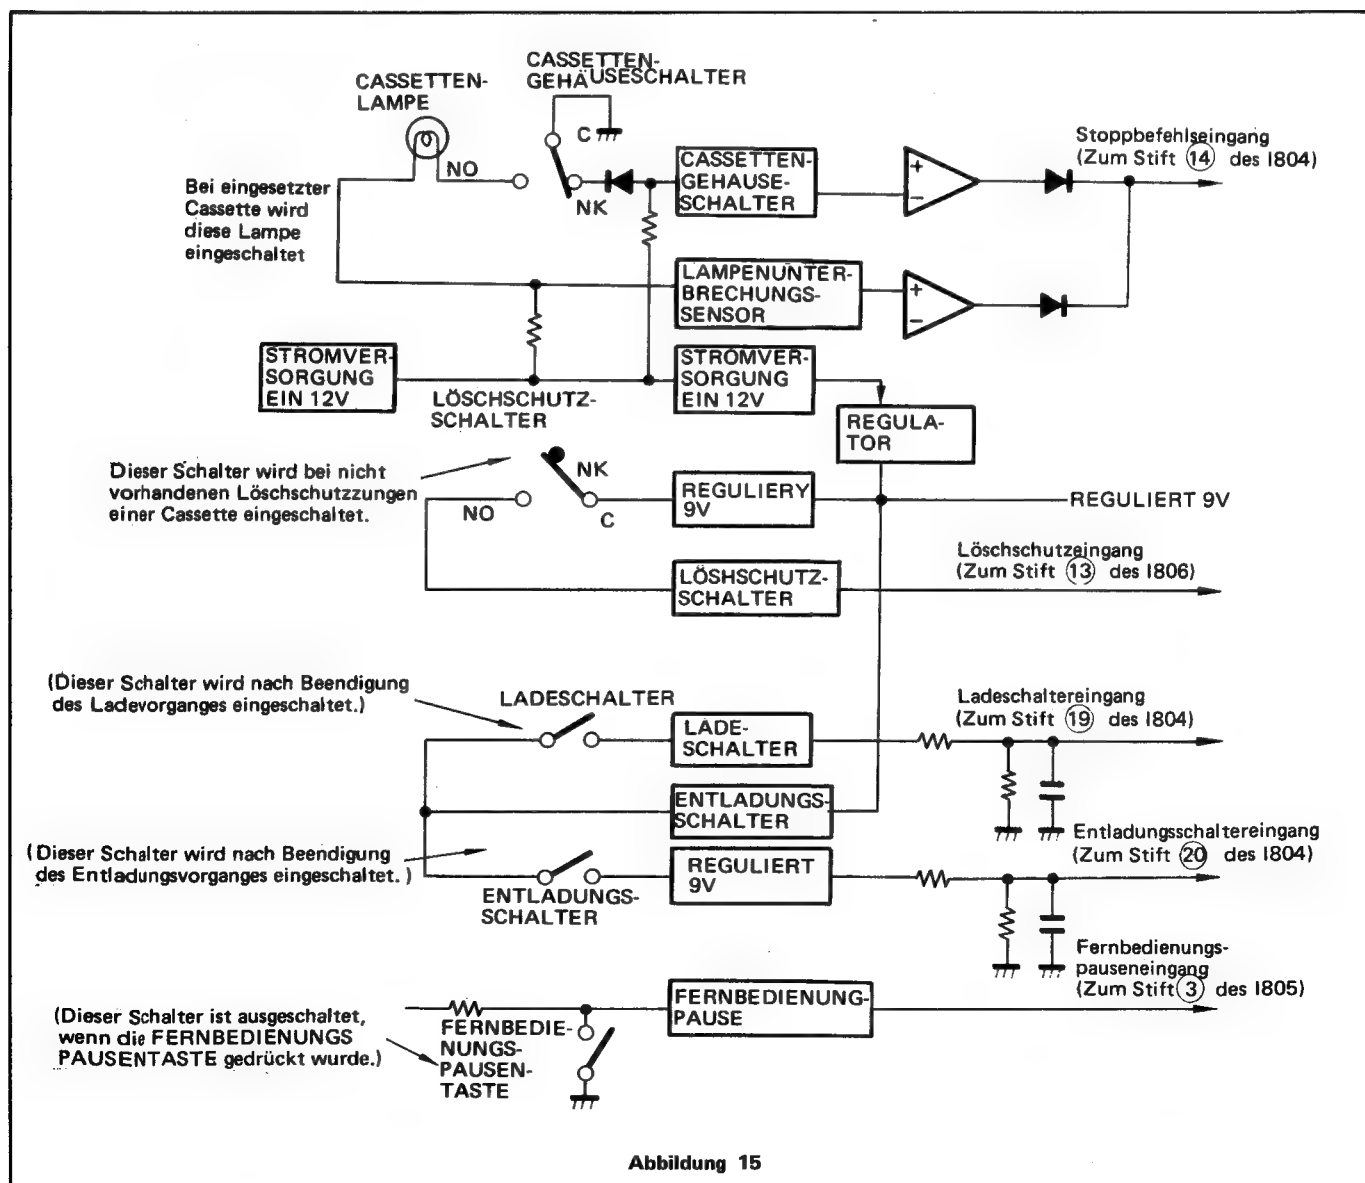 CASSETTEN-
LAMPE
CASSETTEN-
GEHÄUSESCHALTER
C
NO
NK
Bei eingesetzter
Cassette wird
diese Lampe
eingeschaltet
CASSETTEN-
GEHAUSE-
SCHALTER
+
−
Stoppbefehlseingang
(Zum Stift 14 des I804)
LAMPENUNTER
BRECHUNGS-
SENSOR
+
−
STROMVER-
SORGUNG
EIN 12V
STROMVER-
SORGUNG
EIN 12V
REGULA-
TOR
LÖSCHSCHUTZ-
SCHALTER
Dieser Schalter wird bei nicht
vorhandenen Löschschutzzungen
einer Cassette eingeschaltet.
NK
NO
C
REGULIERY
9V
REGULIERT 9V
LÖSHSCHUTZ-
SCHALTER
Löschschutzeingang
(Zum Stift 13 des I806)
(Dieser Schalter wird nach Beendigung
des Ladevorganges eingeschaltet.)
LADESCHALTER
LADE-
SCHALTER
Ladeschaltereingang
(Zum Stift 19 des I804)
ENTLADUNGS-
SCHALTER
(Dieser Schalter wird nach Beendigung
des Entladungsvorganges eingeschaltet.)
ENTLADUNGS-
SCHALTER
REGULIERT
9V
Entladungsschaltereingang
(Zum Stift 20 des I804)
(Dieser Schalter ist ausgeschaltet,
wenn die FERNBEDIENUNGS
PAUSENTASTE gedrückt wurde.)
FERNBEDIE-
NUNGS-
PAUSEN-
TASTE
FERNBEDIENUNG-
PAUSE
Fernbedienungs-
pauseneingang
(Zum Stift 3 des I805)
Abbildung 15